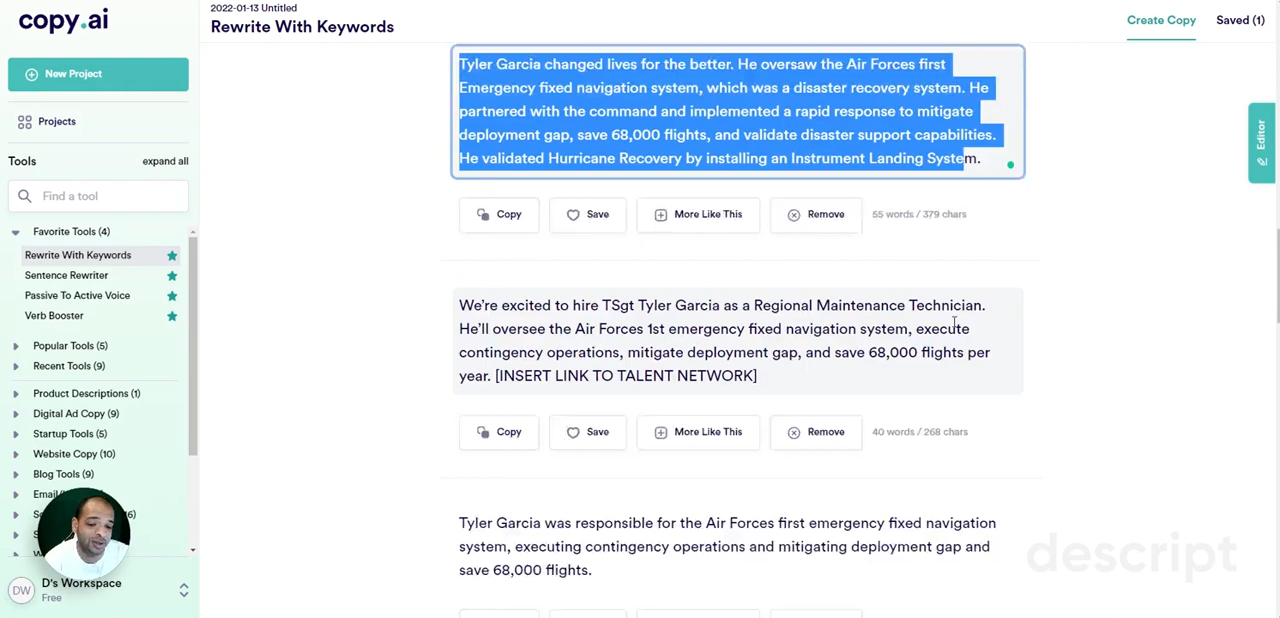 copy.ai
2022-01-13 Untitled
Rewrite With Keywords
Create Copy
Saved (1)
New Project
Projects
Tools
expand all
Find a tool
Favorite Tools (4)
Rewrite With Keywords
Sentence Rewriter
Passive To Active Voice
Verb Booster
Popular Tools (5)
Recent Tools (9)
Product Descriptions (1)
Digital Ad Copy (9)
Startup Tools (5)
Website Copy (10)
Blog Tools (9)
Email
D's Workspace
Free
DW
Tyler Garcia changed lives for the better. He oversaw the Air Forces first
Emergency fixed navigation system, which was a disaster recovery system. He
partnered with the command and implemented a rapid response to mitigate
deployment gap, save 68,000 flights, and validate disaster support capabilities.
He validated Hurricane Recovery by installing an Instrument Landing System.
Copy
Save
More Like This
Remove
55 words / 379 chars
We're excited to hire TSgt Tyler Garcia as a Regional Maintenance Technician.
He'll oversee the Air Forces 1st emergency fixed navigation system, execute
contingency operations, mitigate deployment gap, and save 68,000 flights per
year. [INSERT LINK TO TALENT NETWORK]
Copy
Save
More Like This
Remove
40 words / 268 chars
Tyler Garcia was responsible for the Air Forces first emergency fixed navigation
system, executing contingency operations and mitigating deployment gap and
save 68,000 flights.
Editor
descript